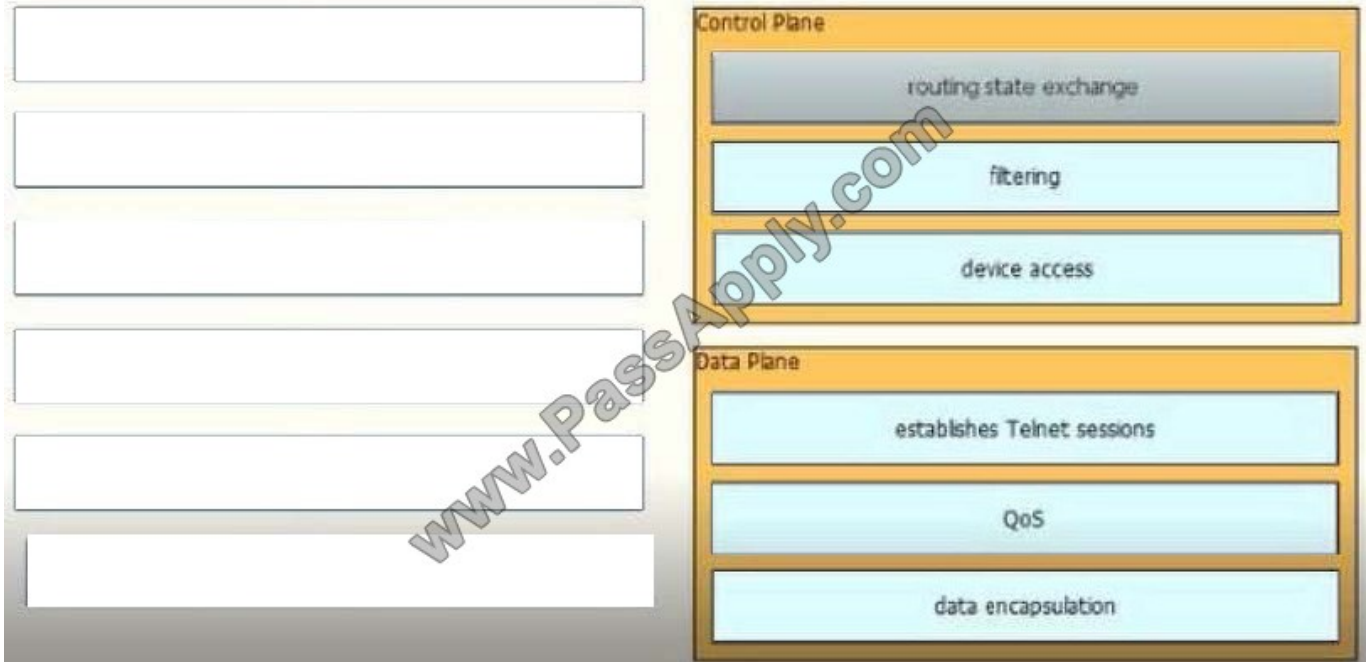 Control Plane
routing state exchange
filtering
device access
Data Plane
establishes Telnet sessions
QoS
data encapsulation
www.PassApply.com